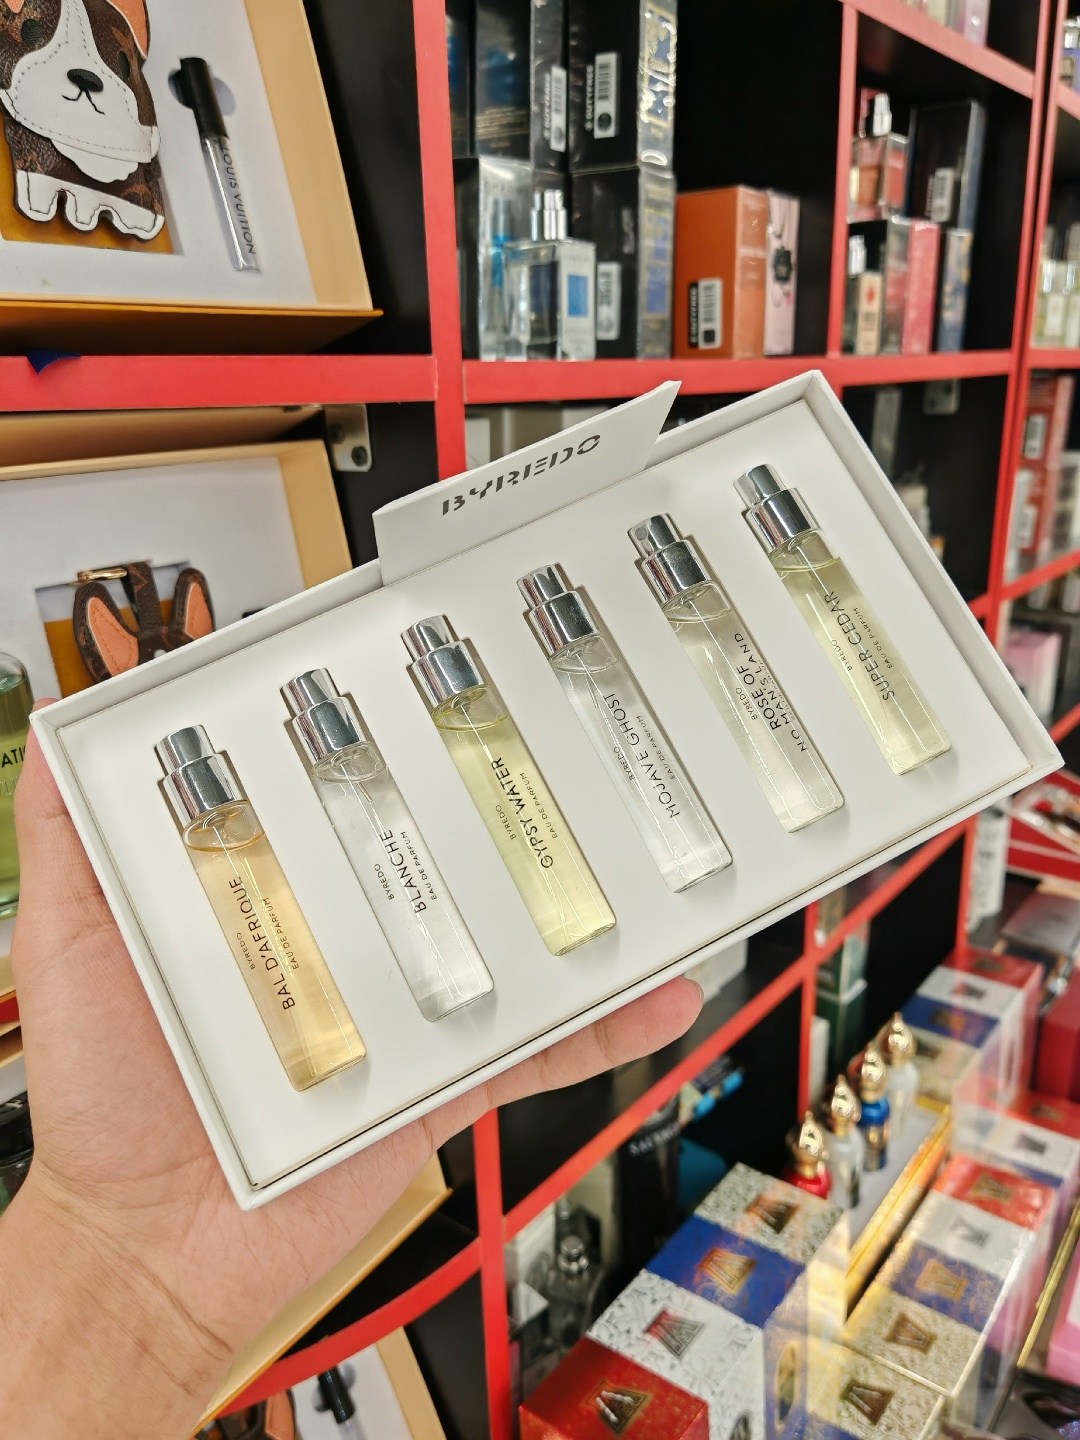 LOUIS VUITTON
DUTYFREE
DUTYFREE
BYREDO
BYREDO
BAL D'AFRIQUE
EAU DE PARFUM
BYREDO
BLANCHE
EAU DE PARFUM
BYREDO
GYPSY WATER
EAU DE PARFUM
BYREDO
MOJAVE GHOST
EAU DE PARFUM
BYREDO
ROSE OF
NO MAN'S LAND
BYREDO
SUPER CEDAR
EAU DE PARFUM